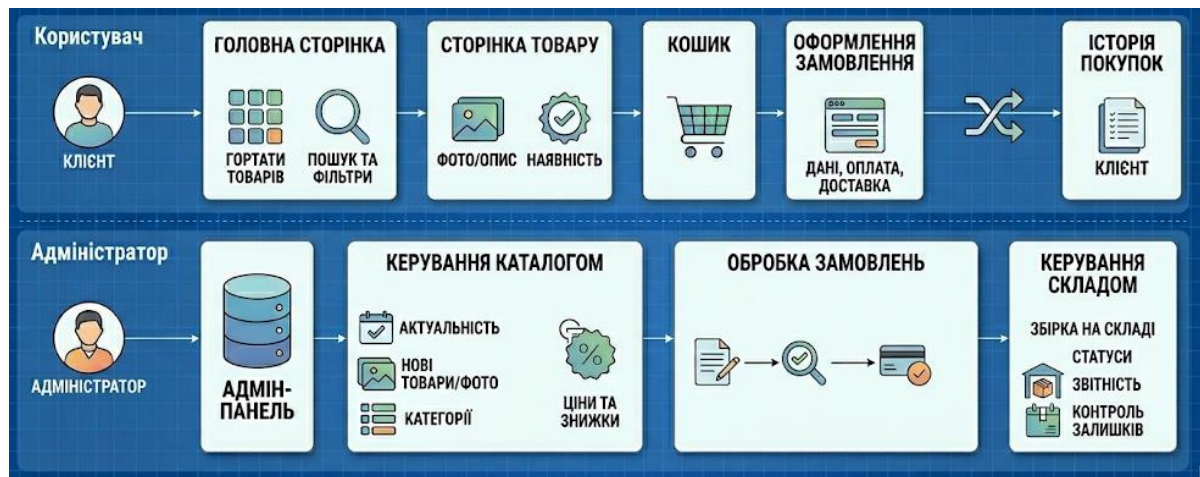 Користувач
КЛІЄНТ
ГОЛОВНА СТОРІНКА
ГОРТАТИ
ТОВАРІВ
ПОШУК ТА
ФІЛЬТРИ
СТОРІНКА ТОВАРУ
ФОТО/ОПИС
НАЯВНІСТЬ
КОШИК
ОФОРМЛЕННЯ
ЗАМОВЛЕННЯ
ДАНІ, ОПЛАТА,
ДОСТАВКА
ІСТОРІЯ
ПОКУПОК
КЛІЄНТ
Адміністратор
АДМІНІСТРАТОР
АДМІН-
ПАНЕЛЬ
КЕРУВАННЯ КАТАЛОГОМ
АКТУАЛЬНІСТЬ
НОВІ
ТОВАРИ/ФОТО
КАТЕГОРІЇ
ЦІНИ ТА
ЗНИЖКИ
ОБРОБКА ЗАМОВЛЕНЬ
КЕРУВАННЯ
СКЛАДОМ
ЗБІРКА НА СКЛАДІ
СТАТУСИ
ЗВІТНІСТЬ
КОНТРОЛЬ
ЗАЛИШКІВ